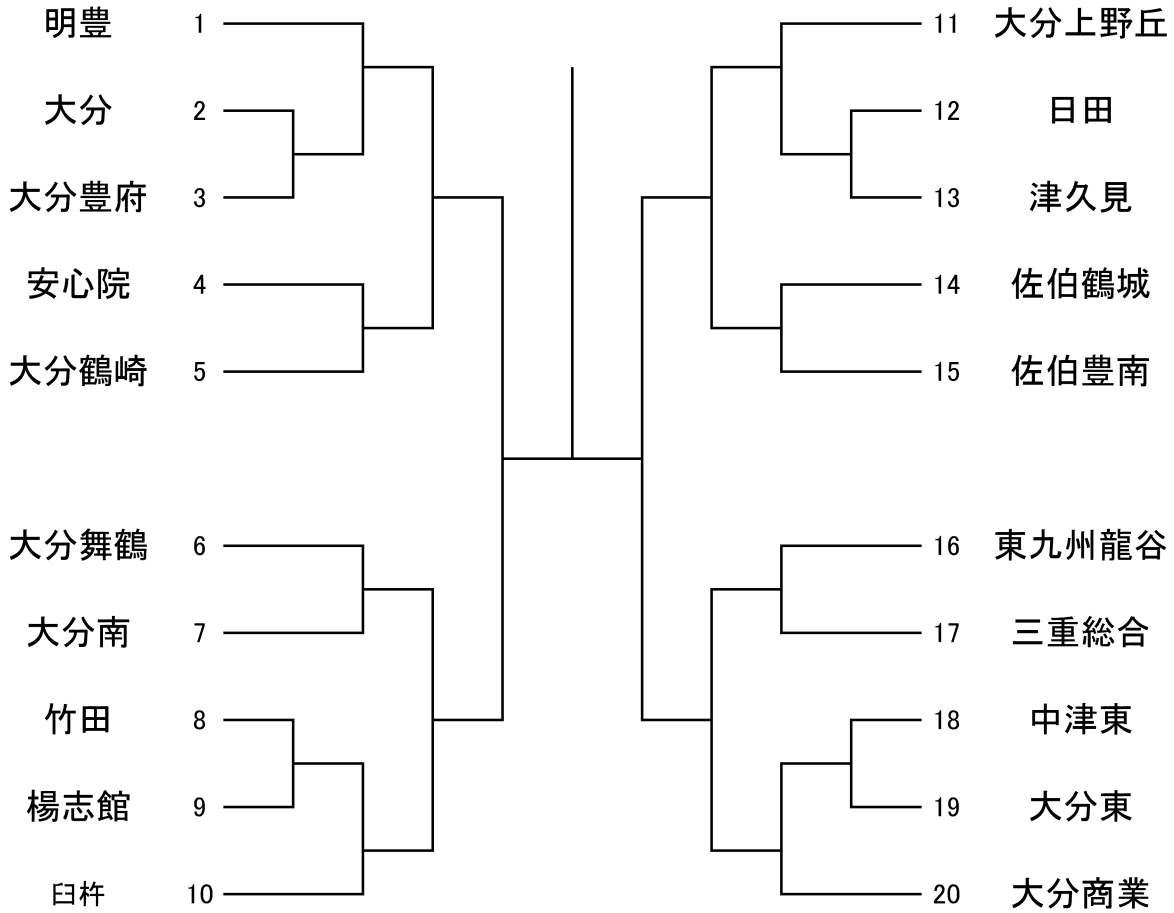 明豊 1
大分 2
大分豊府 3
安心院 4
大分鶴崎 5
大分舞鶴 6
大分南 7
竹田 8
楊志館 9
臼杵 10
11 大分上野丘
12 日田
13 津久見
14 佐伯鶴城
15 佐伯豊南
16 東九州龍谷
17 三重総合
18 中津東
19 大分東
20 大分商業